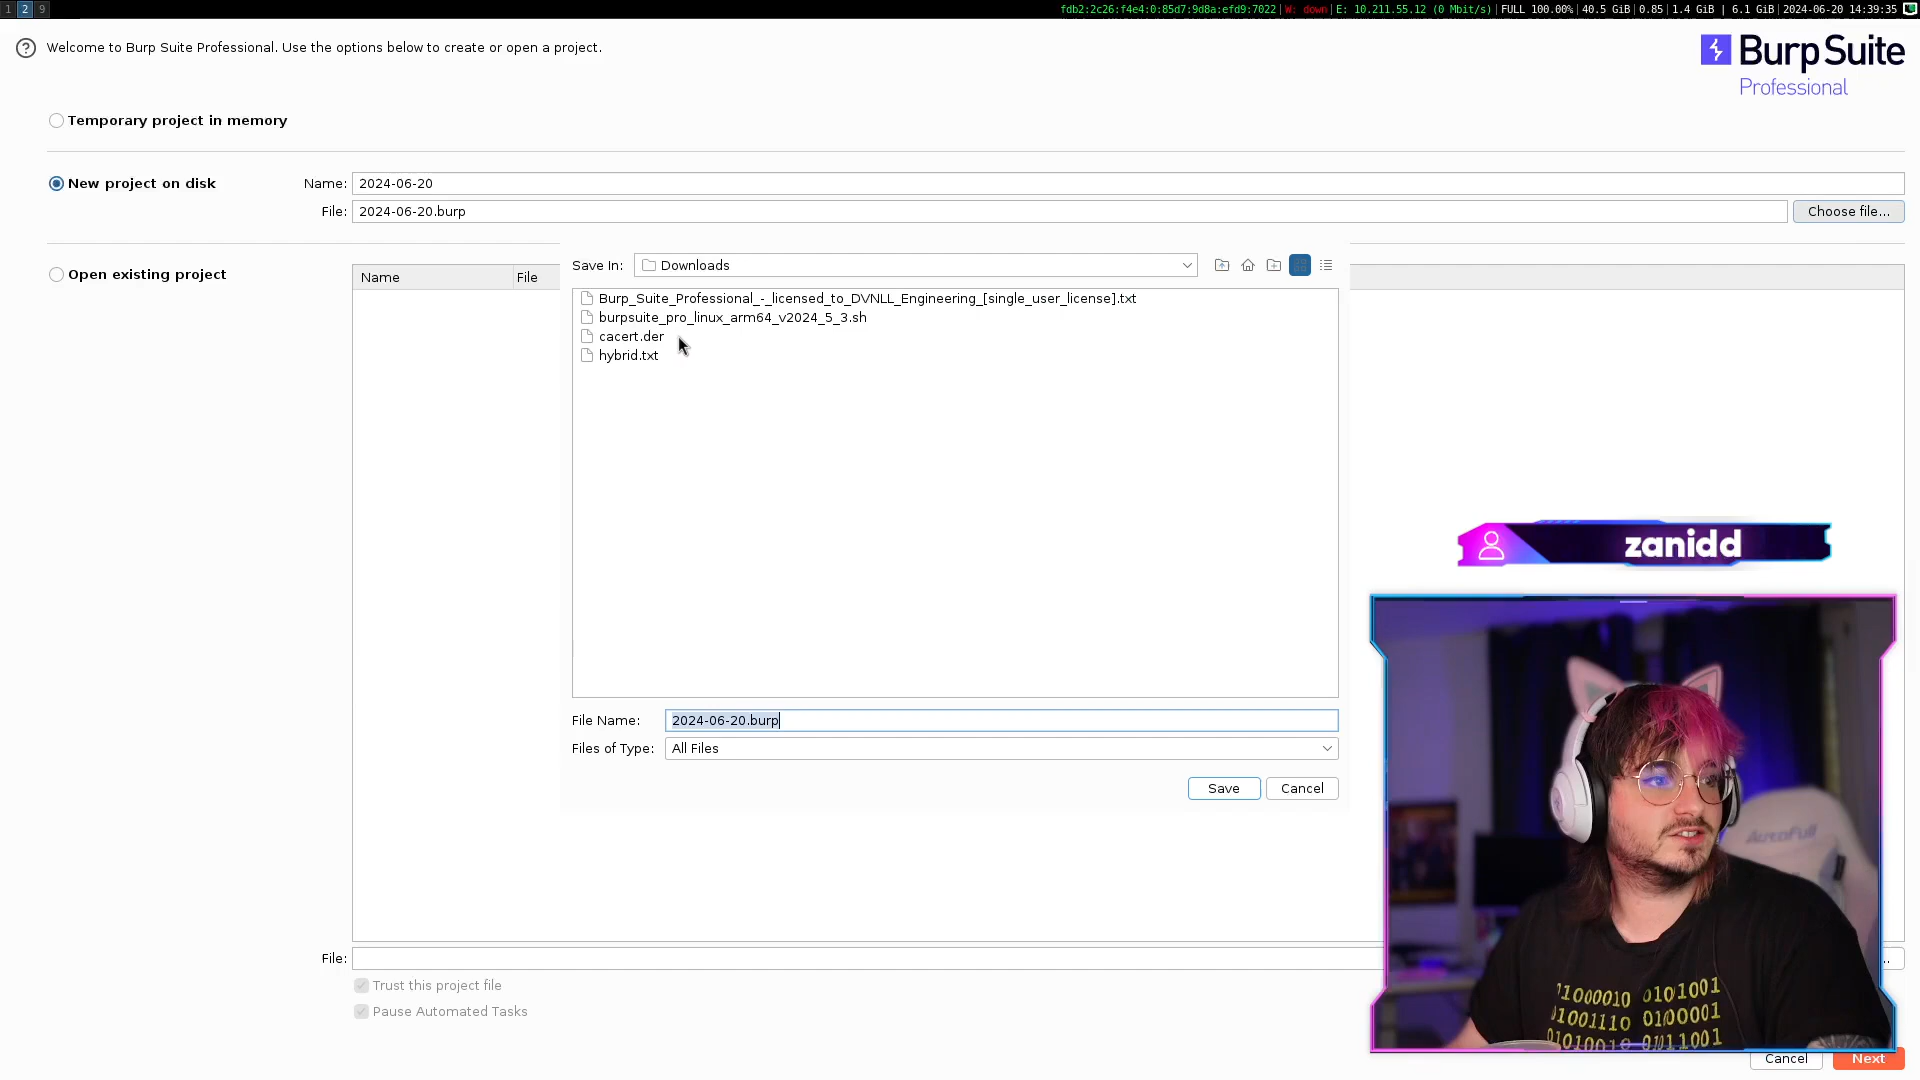 1 2 9
fdb2:2c26:f4e4:0:85d7:9d8a:efd9:7022 | W: down | E: 10.211.55.12 (0 Mbit/s) | FULL 100.00% | 40.5 GiB | 0.85 | 1.4 GiB | 6.1 GiB | 2024-06-20 14:39:35
Welcome to Burp Suite Professional. Use the options below to create or open a project.
Burp Suite
Professional
Temporary project in memory
New project on disk
Name: 2024-06-20
File: 2024-06-20.burp
Choose file...
Open existing project
Name File
Save In: Downloads
Burp_Suite_Professional_-_licensed_to_DVNLL_Engineering_[single_user_license].txt
burpsuite_pro_linux_arm64_v2024_5_3.sh
cacert.der
hybrid.txt
File Name: 2024-06-20.burp
Files of Type: All Files
Save Cancel
zanidd
AutoFull
01001001
01001110 01000001
01011001
File:
Trust this project file
Pause Automated Tasks
Cancel Next